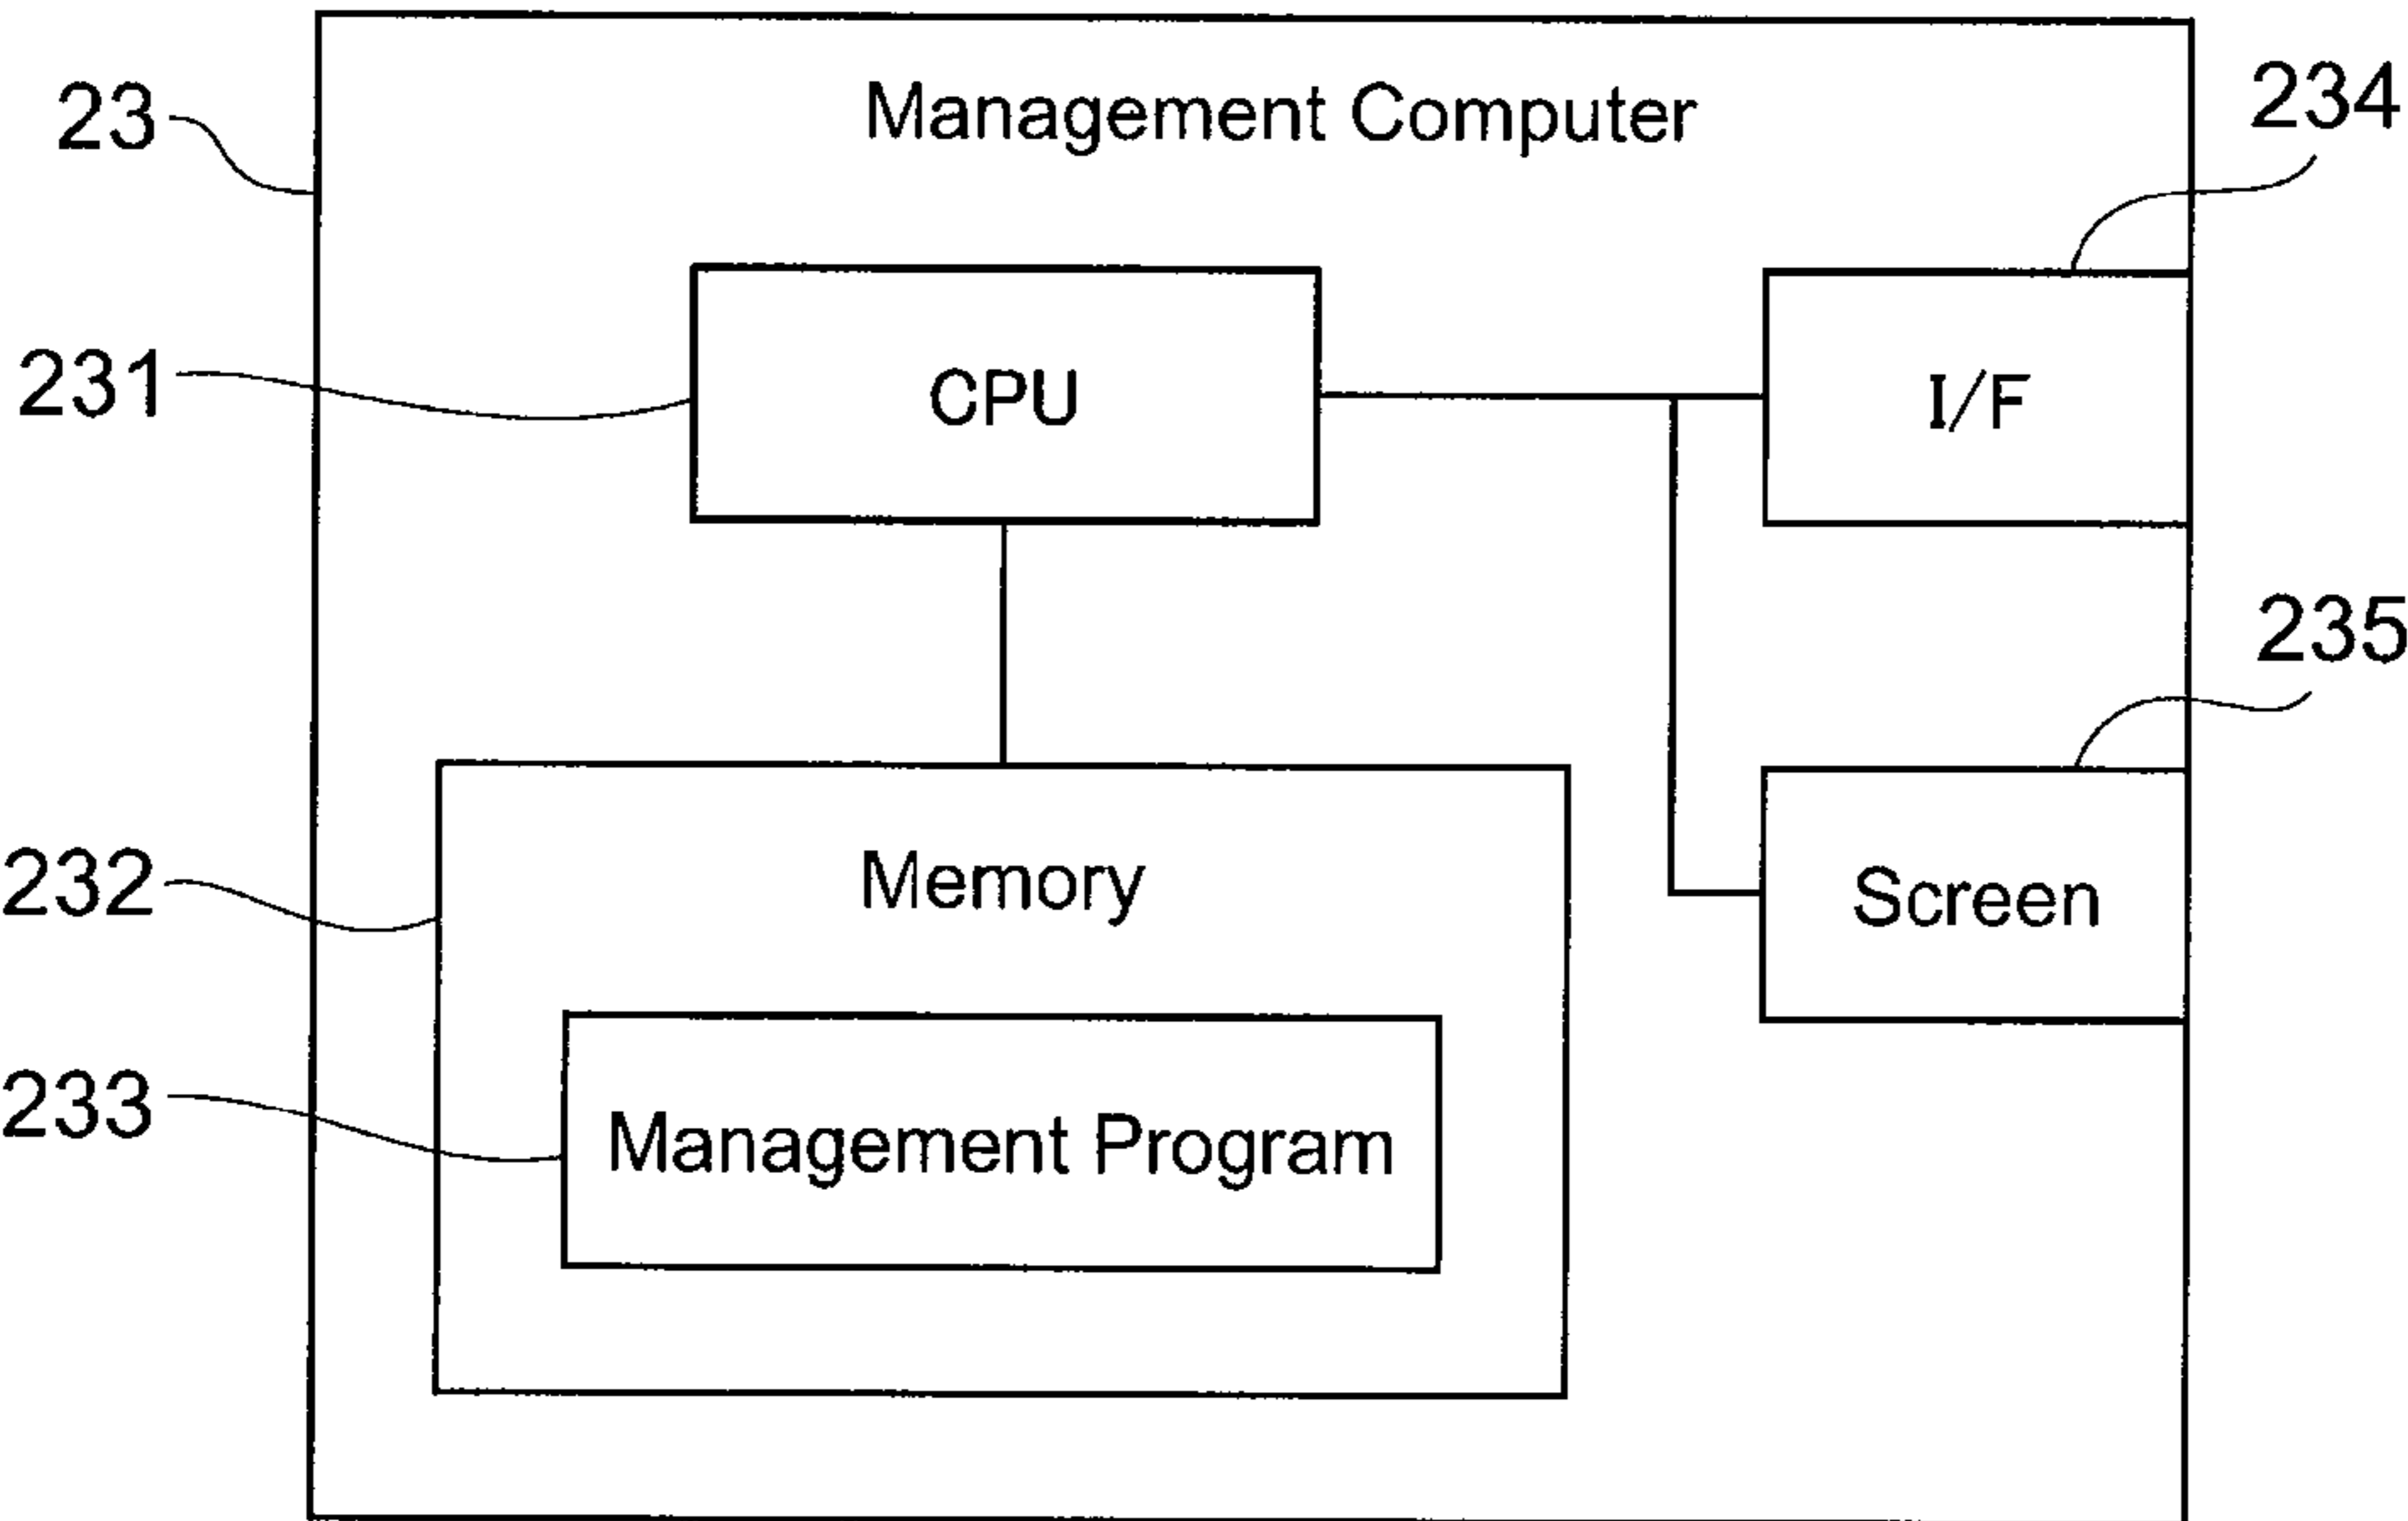 Management Computer
23
234
231
CPU
I/F
235
232
Memory
Screen
233
Management Program